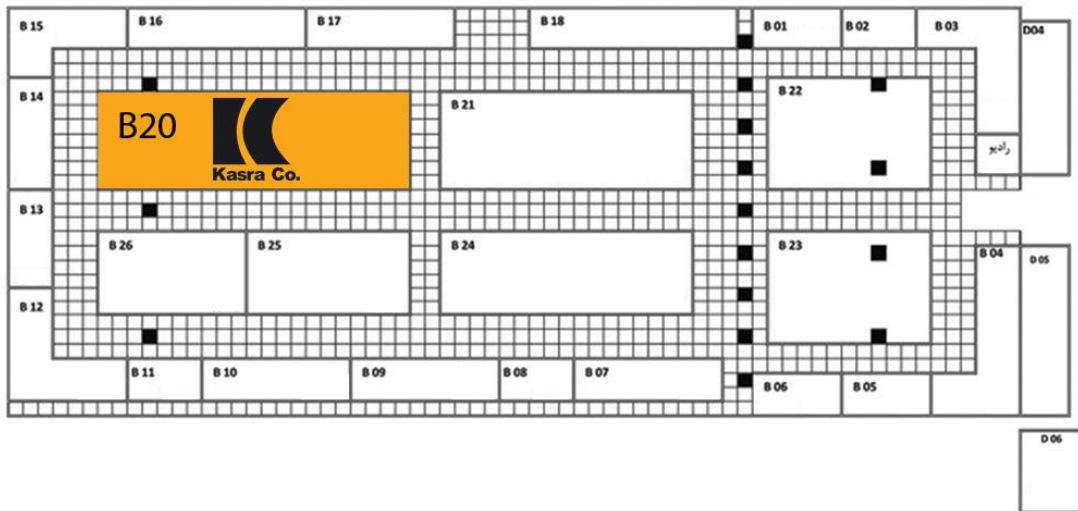 B 15
B 16
B 17
B 18
B 01
B 02
B 03
D04
B 14
B20
Kasra Co.
B 21
B 22
رادیو
B 13
B 26
B 25
B 24
B 23
B 04
D 05
B 12
B 11
B 10
B 09
B 08
B 07
B 06
B 05
D 06